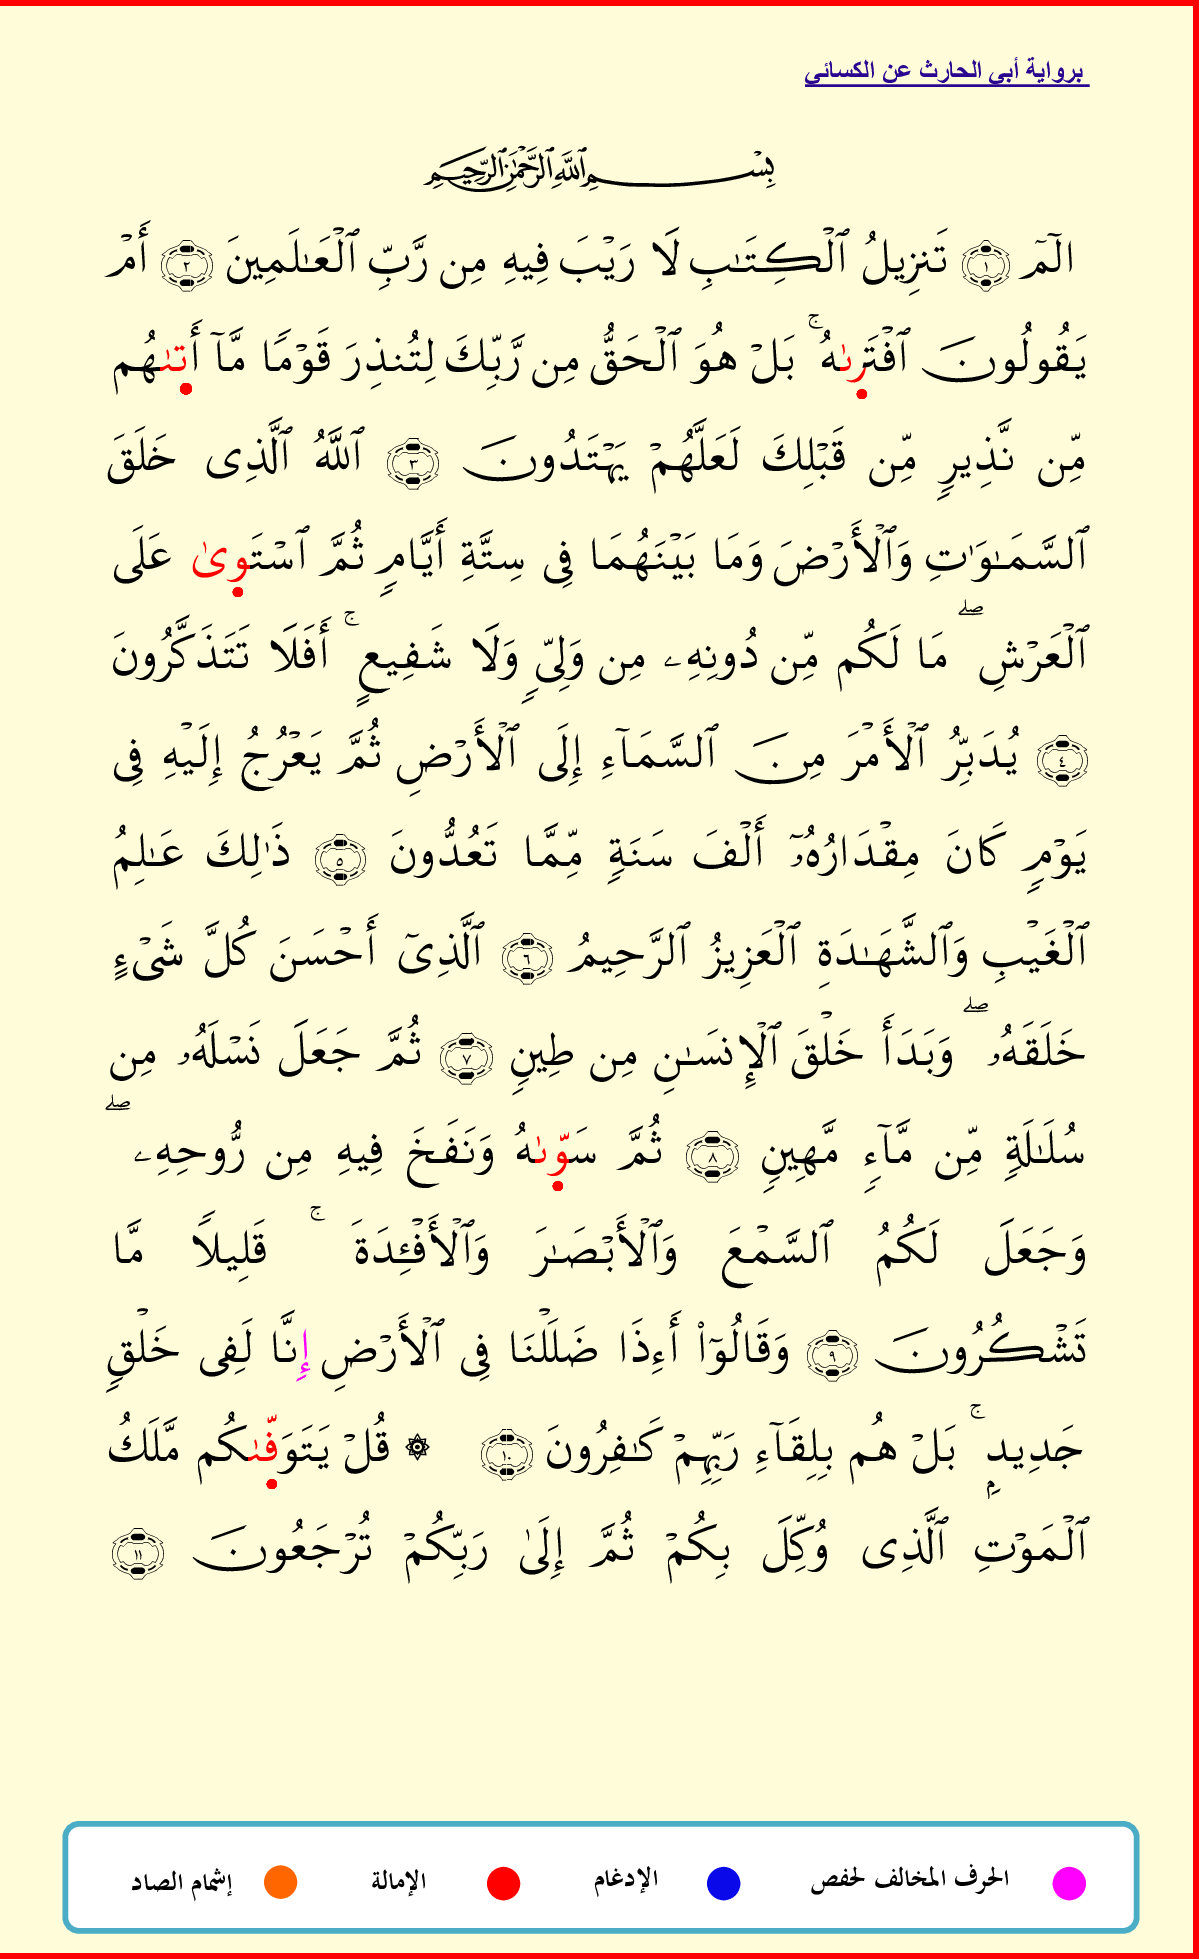 برواية أبي الحارث عن الكسائي
بِسْمِ ٱللَّهِ ٱلرَّحْمَٰنِ ٱلرَّحِيمِ
الٓمٓ ١ تَنزِيلُ ٱلْكِتَـٰبِ لَا رَيْبَ فِيهِ مِن رَّبِّ ٱلْعَـٰلَمِينَ ٢ أَمْ
يَقُولُونَ ٱفْتَرِىٰهُ ۚ بَلْ هُوَ ٱلْحَقُّ مِن رَّبِّكَ لِتُنذِرَ قَوْمًا مَّآ أَتىٰهُم
مِّن نَّذِيرٍ مِّن قَبْلِكَ لَعَلَّهُمْ يَهْتَدُونَ ٣ ٱللَّهُ ٱلَّذِى خَلَقَ
ٱلسَّمَـٰوَٰتِ وَٱلْأَرْضَ وَمَا بَيْنَهُمَا فِى سِتَّةِ أَيَّامٍ ثُمَّ ٱسْتَوِىٰ عَلَى
ٱلْعَرْشِ ۖ مَا لَكُم مِّن دُونِهِۦ مِن وَلِىٍّ وَلَا شَفِيعٍ ۚ أَفَلَا تَتَذَكَّرُونَ
٤ يُدَبِّرُ ٱلْأَمْرَ مِنَ ٱلسَّمَآءِ إِلَى ٱلْأَرْضِ ثُمَّ يَعْرُجُ إِلَيْهِ فِى
يَوْمٍ كَانَ مِقْدَارُهُۥٓ أَلْفَ سَنَةٍ مِّمَّا تَعُدُّونَ ٥ ذَٰلِكَ عَـٰلِمُ
ٱلْغَيْبِ وَٱلشَّهَـٰدَةِ ٱلْعَزِيزُ ٱلرَّحِيمُ ٦ ٱلَّذِىٓ أَحْسَنَ كُلَّ شَىْءٍ
خَلَقَهُۥ ۖ وَبَدَأَ خَلْقَ ٱلْإِنسَـٰنِ مِن طِينٍ ٧ ثُمَّ جَعَلَ نَسْلَهُۥ مِن
سُلَـٰلَةٍ مِّن مَّآءٍ مَّهِينٍ ٨ ثُمَّ سَوِّىٰهُ وَنَفَخَ فِيهِ مِن رُّوحِهِۦ ۖ
وَجَعَلَ لَكُمُ ٱلسَّمْعَ وَٱلْأَبْصَـٰرَ وَٱلْأَفْـِٔدَةَ ۚ قَلِيلًا مَّا
تَشْكُرُونَ ٩ وَقَالُوٓا۟ أَءِذَا ضَلَلْنَا فِى ٱلْأَرْضِ إِنَّا لَفِى خَلْقٍ
جَدِيدٍ ۚ بَلْ هُم بِلِقَآءِ رَبِّهِمْ كَـٰفِرُونَ ١٠ ۞ قُلْ يَتَوَفِّىٰكُم مَّلَكُ
ٱلْمَوْتِ ٱلَّذِى وُكِّلَ بِكُمْ ثُمَّ إِلَىٰ رَبِّكُمْ تُرْجَعُونَ ١١
الحرف المخالف لحفص الإدغام الإمالة إشمام الصاد